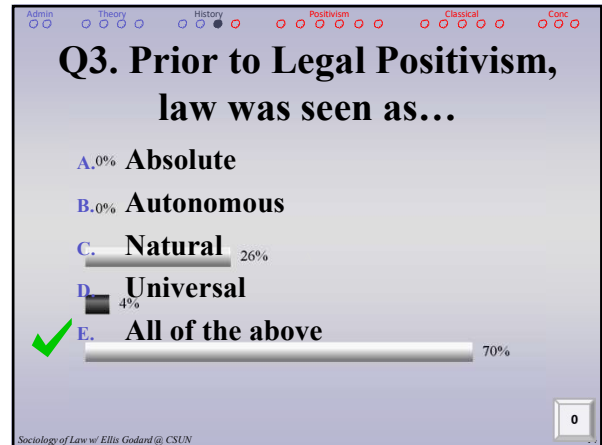 Admin Theory History Positivism Classical Conc
Q3. Prior to Legal Positivism,
law was seen as…
A. 0% Absolute
B. 0% Autonomous
C. Natural
26%
D. Universal
4%
E. All of the above
70%
0
Sociology of Law w/ Ellis Godard @ CSUN